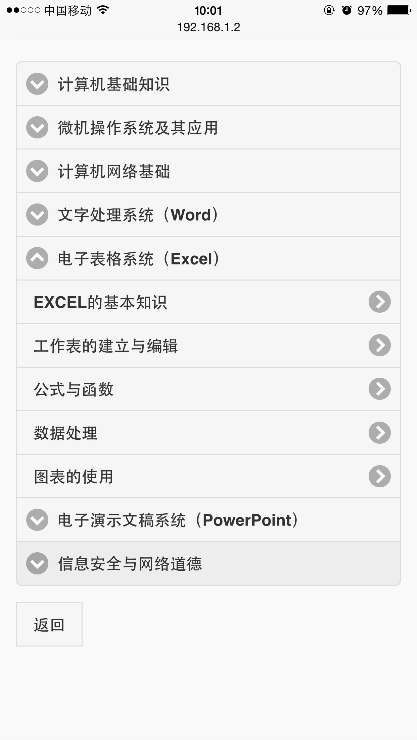 中国移动 10:01 97%
192.168.1.2
计算机基础知识
微机操作系统及其应用
计算机网络基础
文字处理系统（Word）
电子表格系统（Excel）
EXCEL的基本知识
工作表的建立与编辑
公式与函数
数据处理
图表的使用
电子演示文稿系统（PowerPoint）
信息安全与网络道德
返回